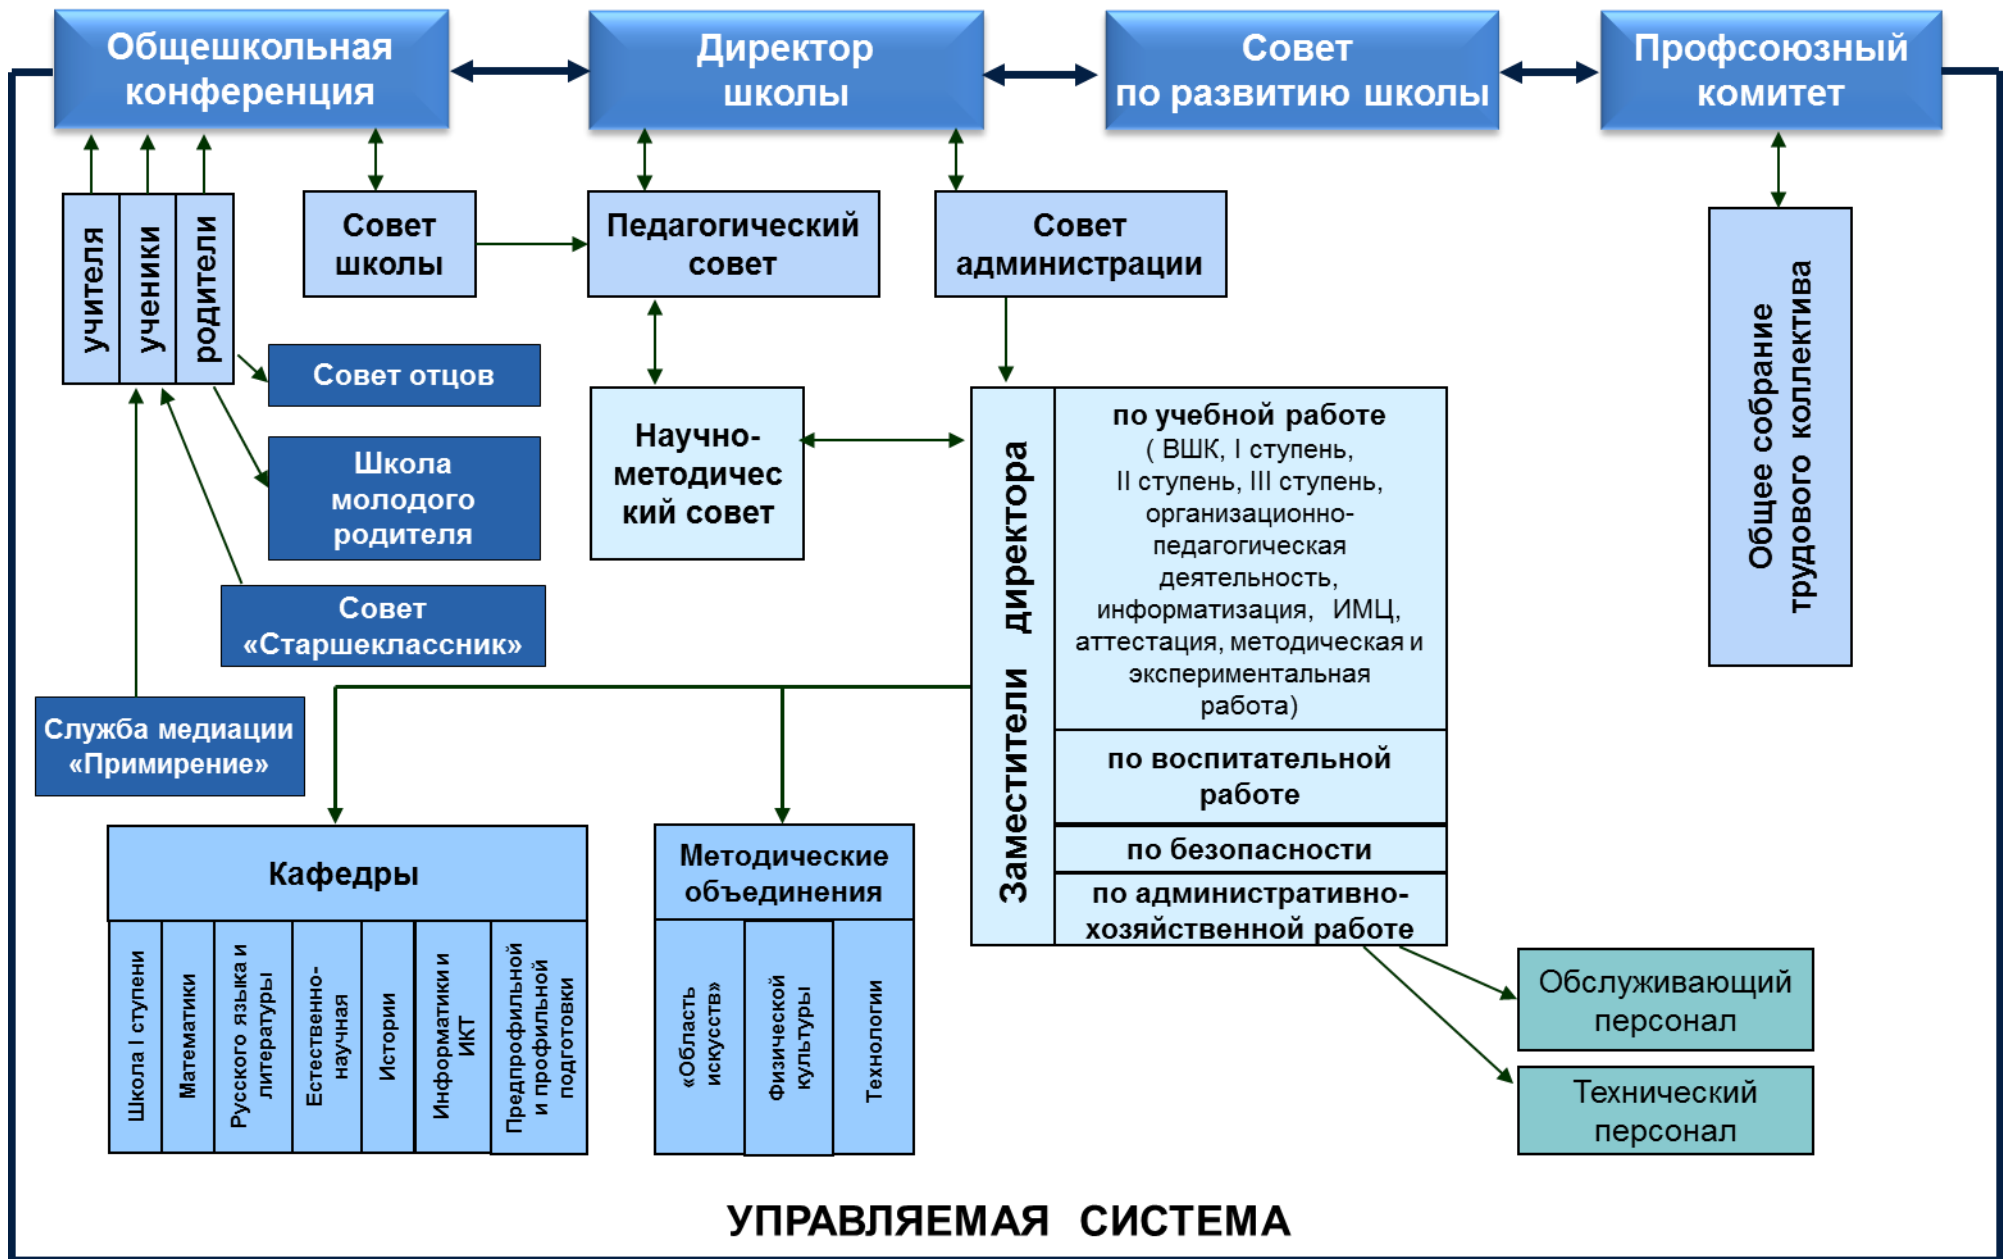 Общешкольная
конференция
Директор
школы
Совет
по развитию школы
Профсоюзный
комитет
учителя
ученики
родители
Совет
школы
Педагогический
совет
Совет
администрации
Общее собрание
трудового коллектива
Совет отцов
Школа
молодого
родителя
Совет
«Старшеклассник»
Служба медиации
«Примирение»
Научно-
методичес
кий совет
Заместители директора
по учебной работе
( ВШК, I ступень,
II ступень, III ступень,
организационно-
педагогическая
деятельность,
информатизация, ИМЦ,
аттестация, методическая и
экспериментальная
работа)
по воспитательной
работе
по безопасности
по административно-
хозяйственной работе
Кафедры
Школа I ступени
Математики
Русского языка и
литературы
Естественно-
научная
Истории
Информатики и
ИКТ
Предпрофильной
и профильной
подготовки
Методические
объединения
«Область
искусств»
Физической
культуры
Технологии
Обслуживающий
персонал
Технический
персонал
УПРАВЛЯЕМАЯ СИСТЕМА